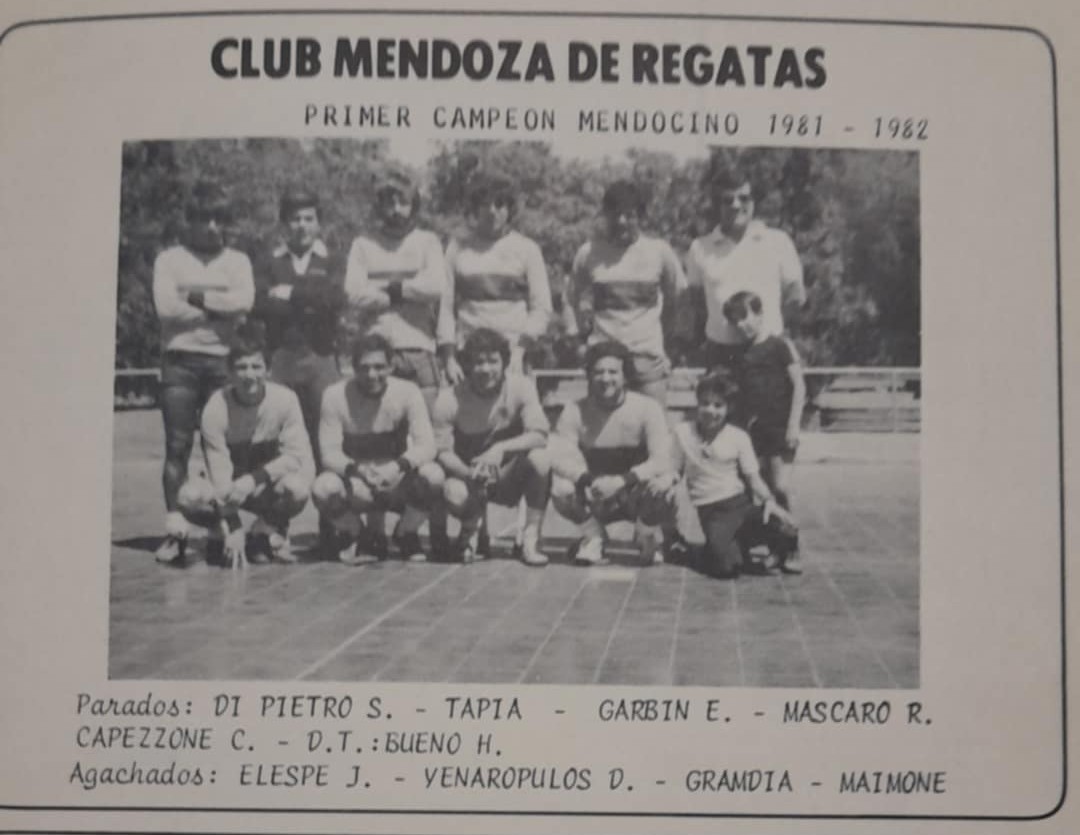 CLUB MENDOZA DE REGATAS
PRIMER CAMPEON MENDOCINO 1981 - 1982
Parados: DI PIETRO S. - TAPIA - GARBIN E. - MASCARO R.
CAPEZZONE C. - D.T.:BUENO H.
Agachados: ELESPE J. - YENAROPULOS D. - GRAMDIA - MAIMONE